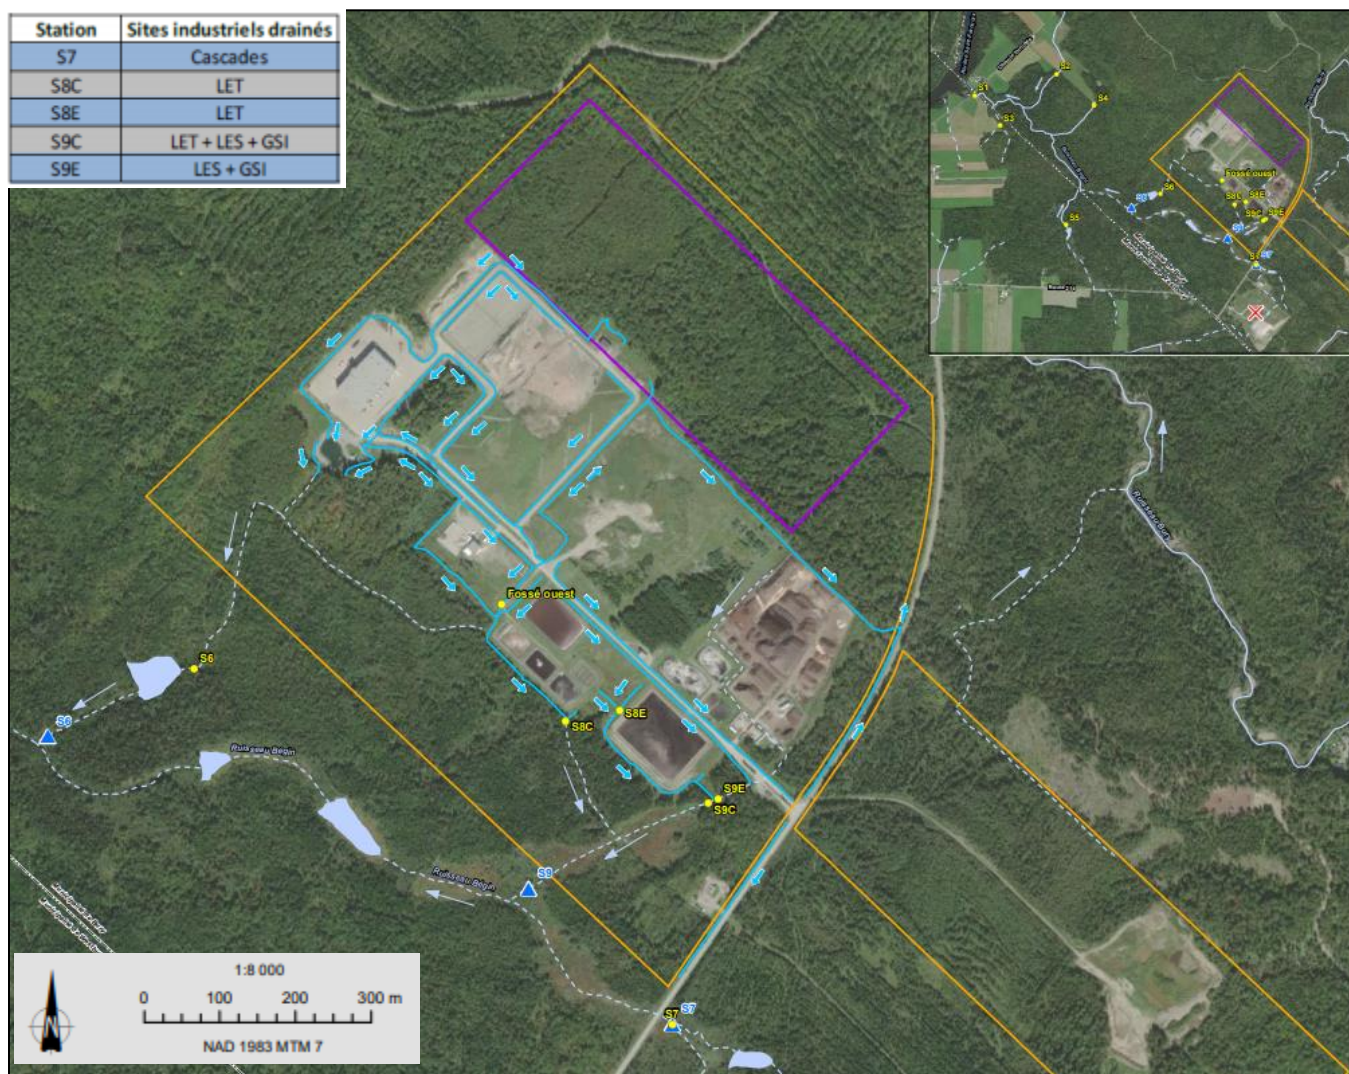 Station Sites industriels drainés
S7 Cascades
S8C LET
S8E LET
S9C LET + LES + GSI
S9E LES + GSI
S1
S2
S3
S4
S5
S6
Fossé ouest
S8C
S8E
S9C
S9E
S7
Fossé ouest
S6
S6
S8C
S8E
S9E
S9C
S9
Ruisseau Bégin
Ruisseau Bégin
S7
S7
1:8 000
0 100 200 300 m
N
NAD 1983 MTM 7